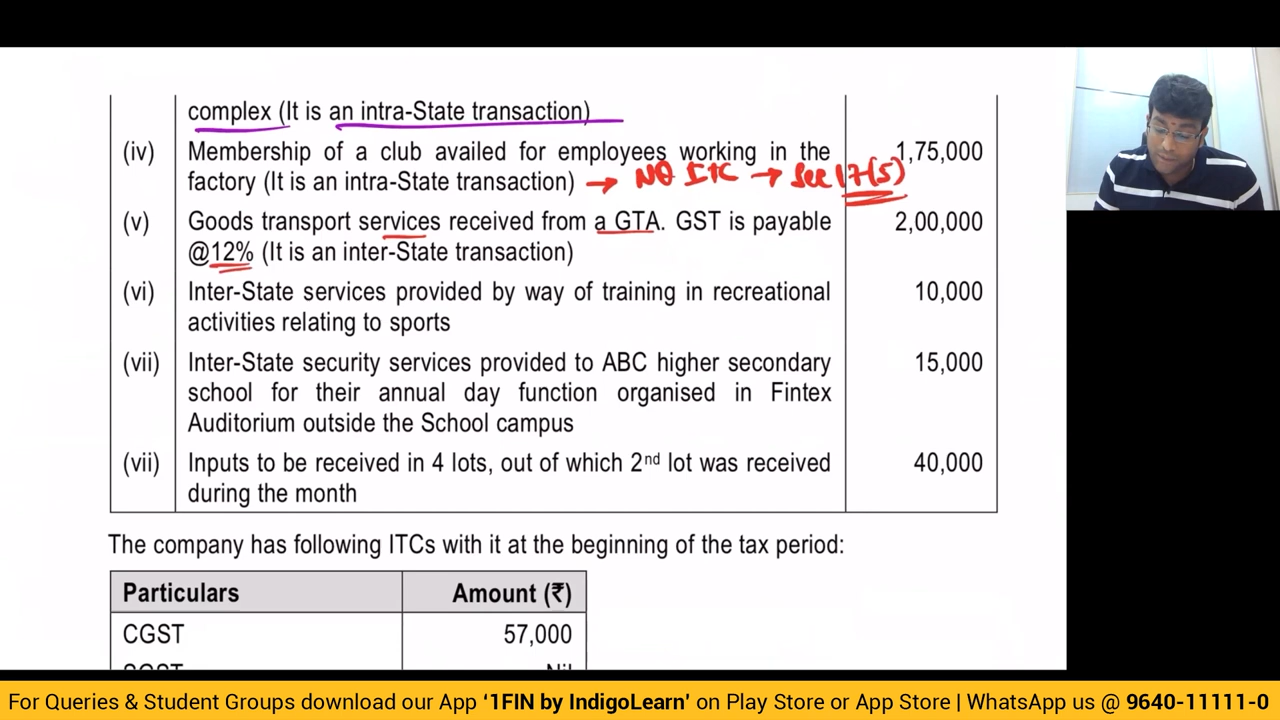 complex (It is an intra-State transaction)
(iv) Membership of a club availed for employees working in the 1,75,000
factory (It is an intra-State transaction) → NO ITC → Sec 17(5)
(v) Goods transport services received from a GTA. GST is payable 2,00,000
@12% (It is an inter-State transaction)
(vi) Inter-State services provided by way of training in recreational 10,000
activities relating to sports
(vii) Inter-State security services provided to ABC higher secondary 15,000
school for their annual day function organised in Fintex
Auditorium outside the School campus
(vii) Inputs to be received in 4 lots, out of which 2nd lot was received 40,000
during the month
The company has following ITCs with it at the beginning of the tax period:
Particulars Amount (₹)
CGST 57,000
For Queries & Student Groups download our App ‘1FIN by IndigoLearn’ on Play Store or App Store | WhatsApp us @ 9640-11111-0